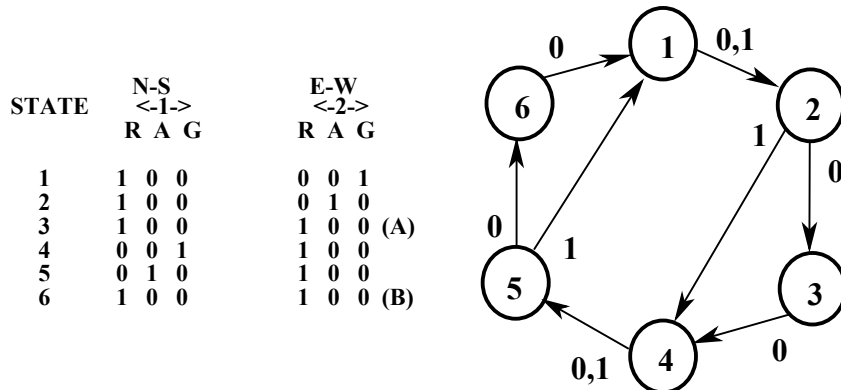 N-S E-W
STATE <-1-> <-2->
R A G R A G
1 1 0 0 0 0 1
2 1 0 0 0 1 0
3 1 0 0 1 0 0 (A)
4 0 0 1 1 0 0
5 0 1 0 1 0 0
6 1 0 0 1 0 0 (B)
1
0
0,1
6
2
1
0
0
1
5
3
0
0,1
4